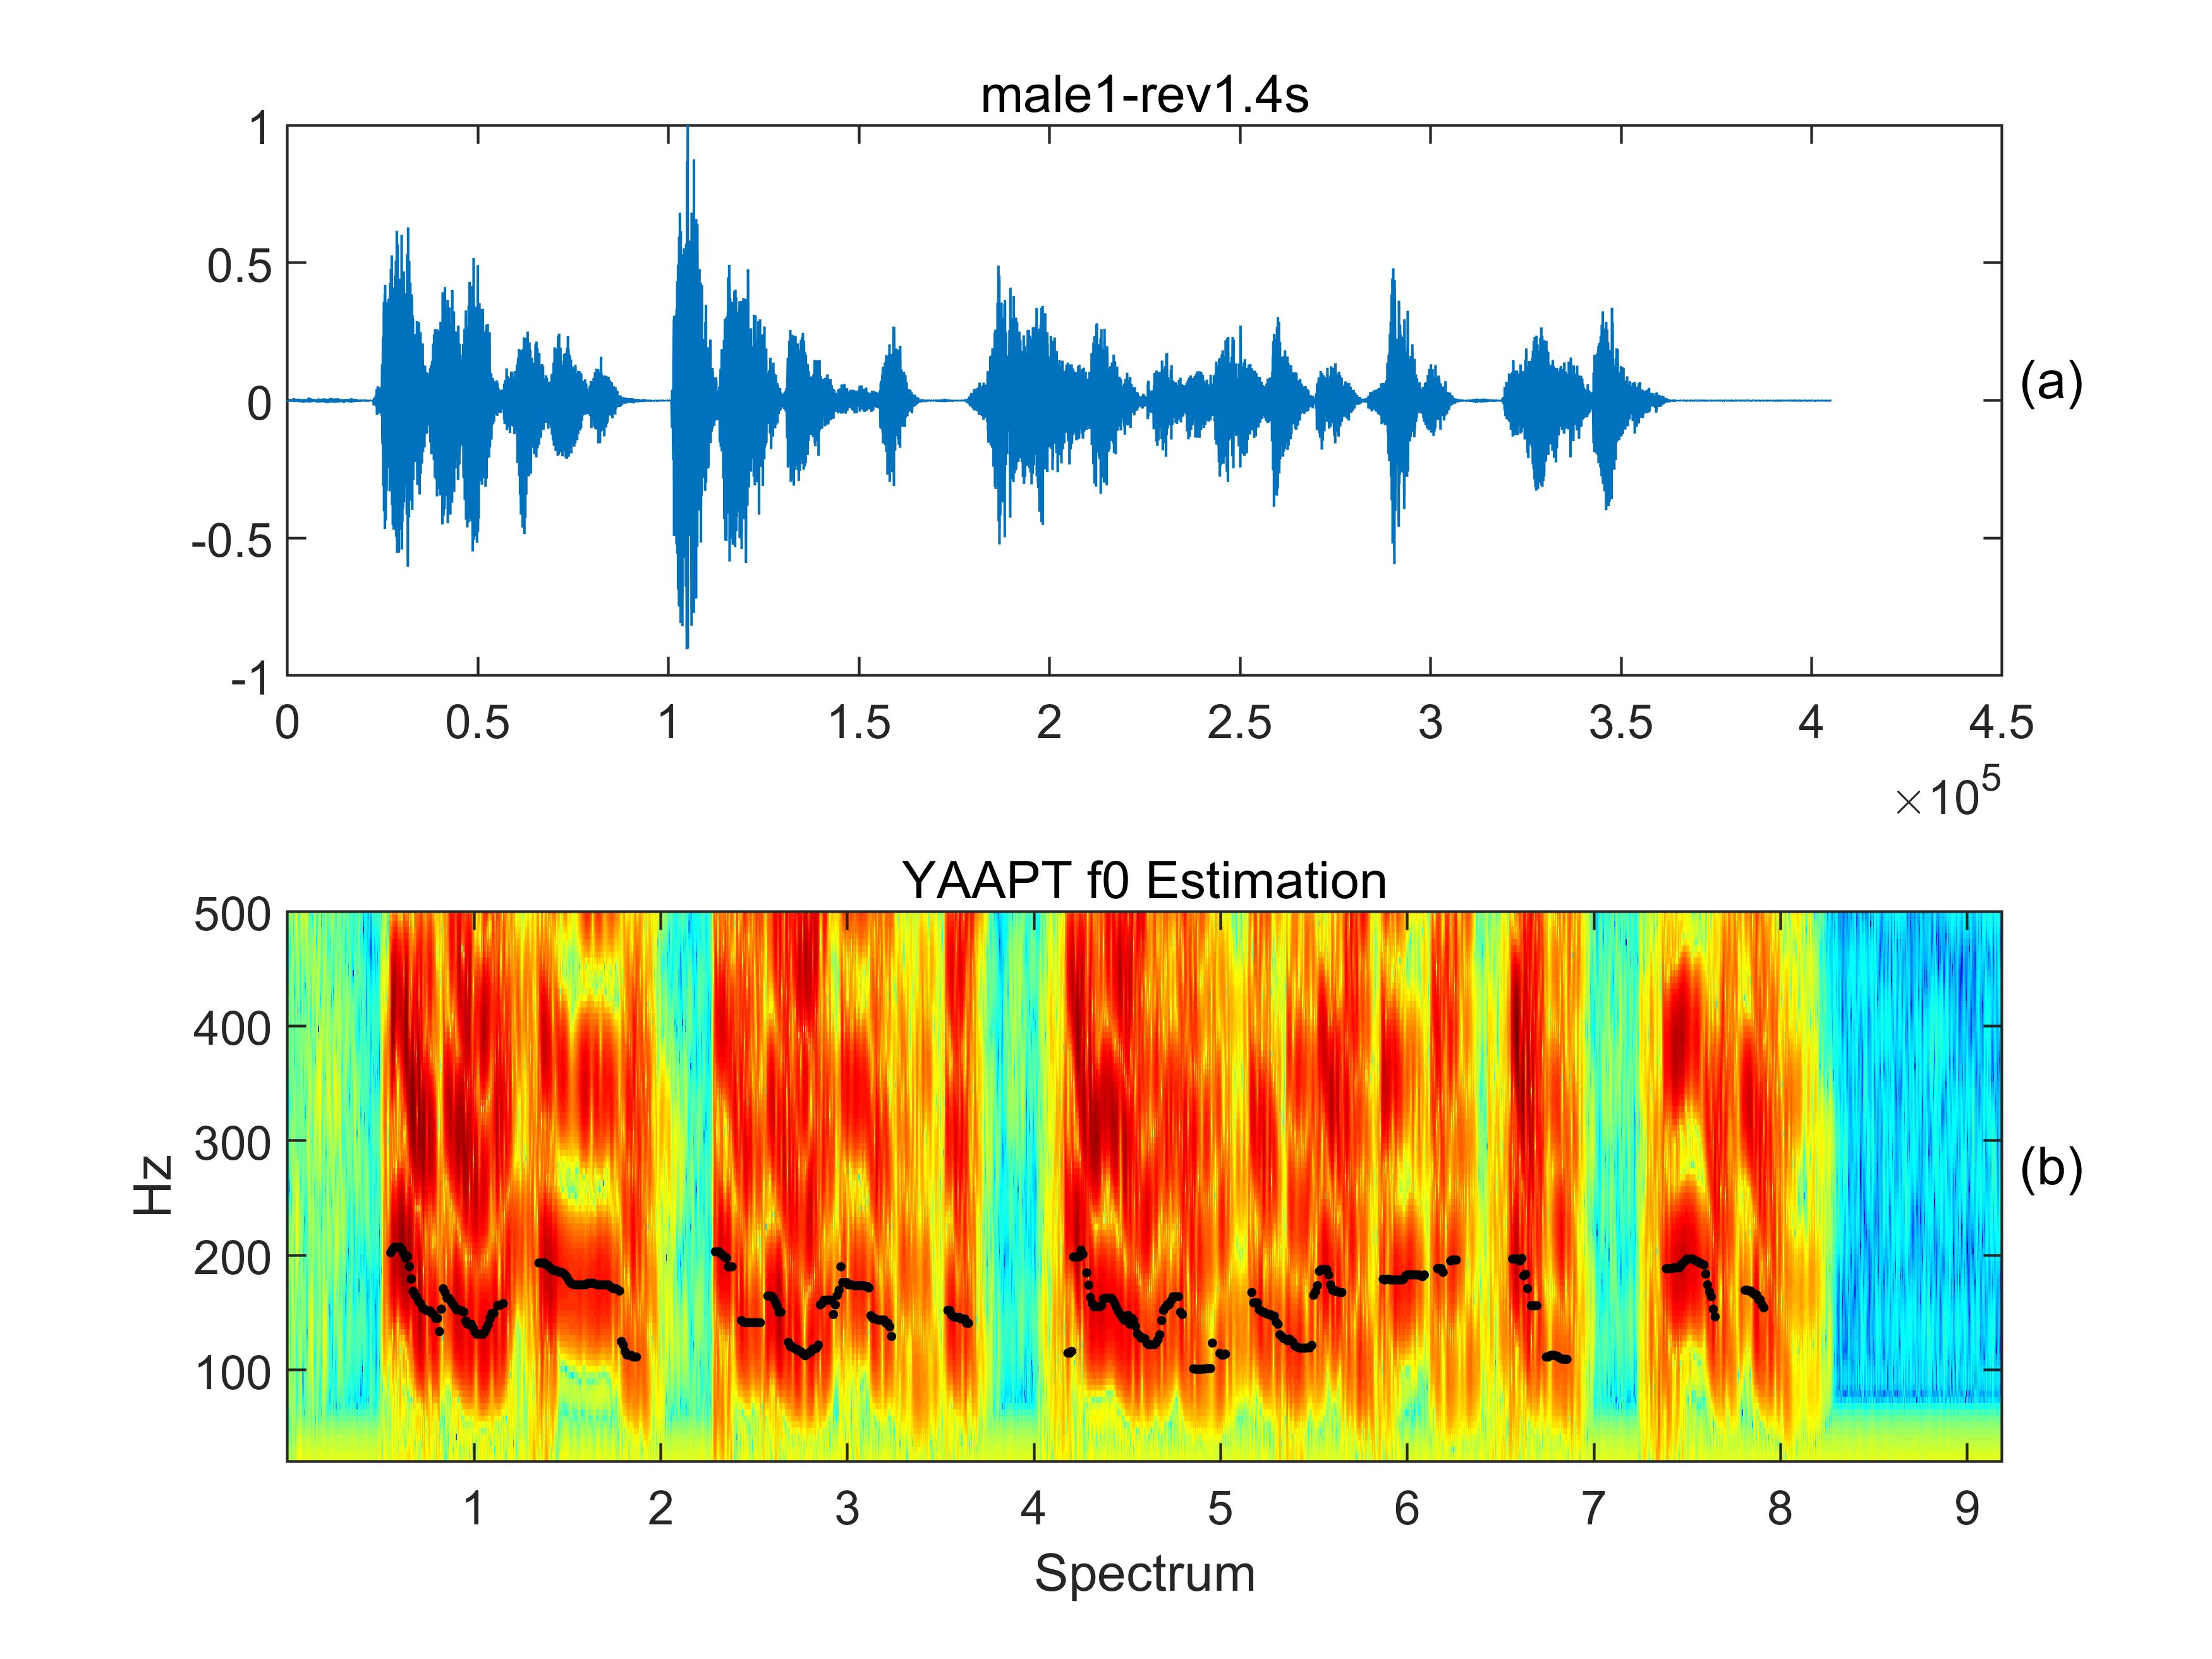 male1-rev1.4s
1
0.5
0
-0.5
-1
(a)
0 0.5 1 1.5 2 2.5 3 3.5 4 4.5
×10^5
YAAPT f0 Estimation
500
400
300
200
100
Hz
(b)
1 2 3 4 5 6 7 8 9
Spectrum